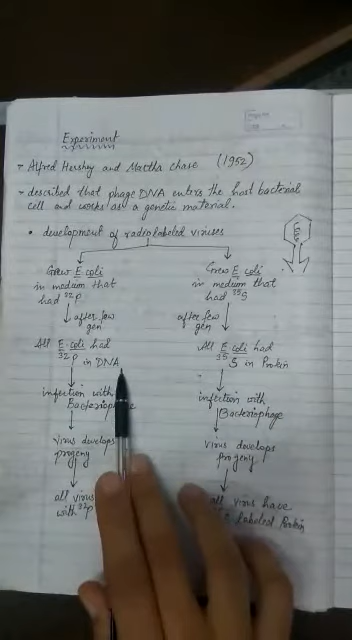 Experiment
- Alfred Hershy and Mattha chase (1952)
- described that phage DNA enters the host bacterial
cell and works as a genetic material.
• development of radiolabeled viruses
Grew E coli
in medium that
had 32p
↓ after few
gen
All E.coli had
32p in DNA
infection with
Bacteriophage
virus develops
progeny
all virus
with 32p
Grew E coli
in medium that
had 35s
after few
gen
All E.coli had
35 S in Protein
infection with
Bacteriophage
virus develops
progeny
all virus have
labeled Protein